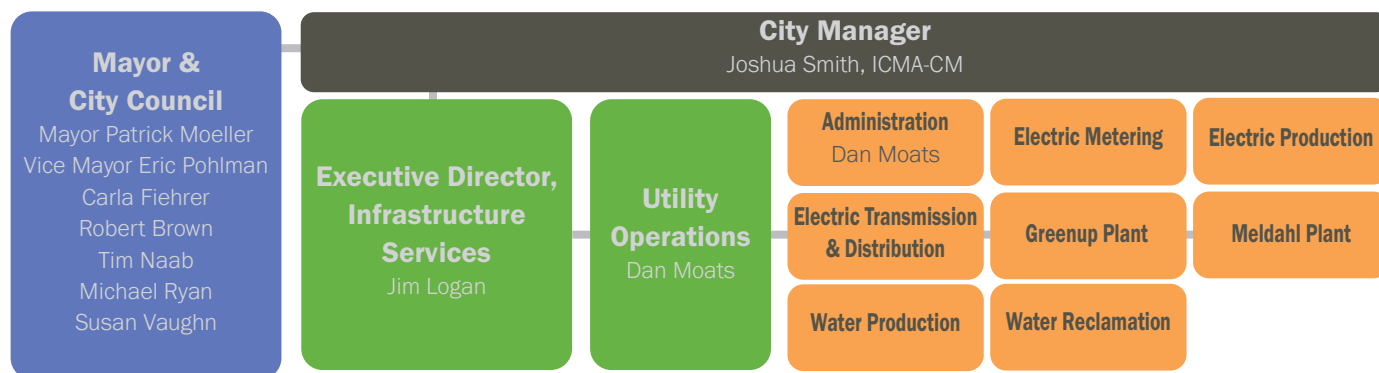 Mayor &
City Council
Mayor Patrick Moeller
Vice Mayor Eric Pohlman
Carla Fiehrer
Robert Brown
Tim Naab
Michael Ryan
Susan Vaughn
City Manager
Joshua Smith, ICMA-CM
Executive Director,
Infrastructure
Services
Jim Logan
Utility
Operations
Dan Moats
Administration
Dan Moats
Electric Metering
Electric Production
Electric Transmission
& Distribution
Greenup Plant
Meldahl Plant
Water Production
Water Reclamation